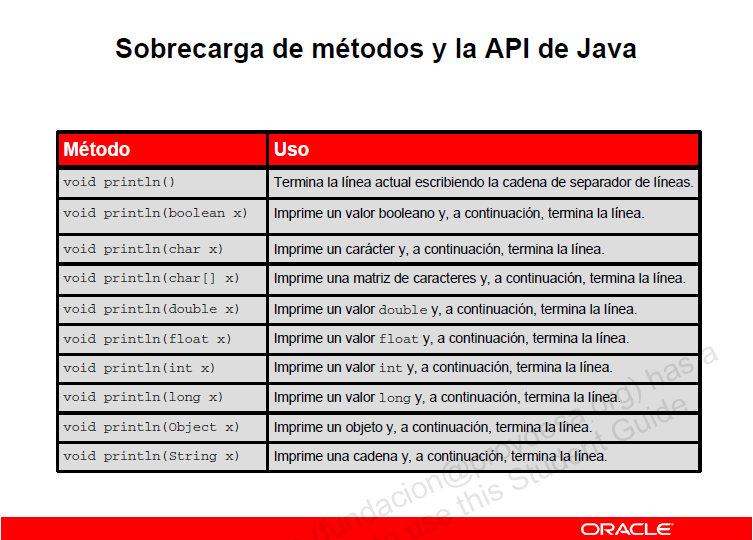 Sobrecarga de métodos y la API de Java
Método Uso
void println() Termina la línea actual escribiendo la cadena de separador de líneas.
void println(boolean x) Imprime un valor booleano y, a continuación, termina la línea.
void println(char x) Imprime un carácter y, a continuación, termina la línea.
void println(char[] x) Imprime una matriz de caracteres y, a continuación, termina la línea.
void println(double x) Imprime un valor double y, a continuación, termina la línea.
void println(float x) Imprime un valor float y, a continuación, termina la línea.
void println(int x) Imprime un valor int y, a continuación, termina la línea.
void println(long x) Imprime un valor long y, a continuación, termina la línea.
void println(Object x) Imprime un objeto y, a continuación, termina la línea.
void println(String x) Imprime una cadena y, a continuación, termina la línea.
has a
to use this Student Guide
ORACLE